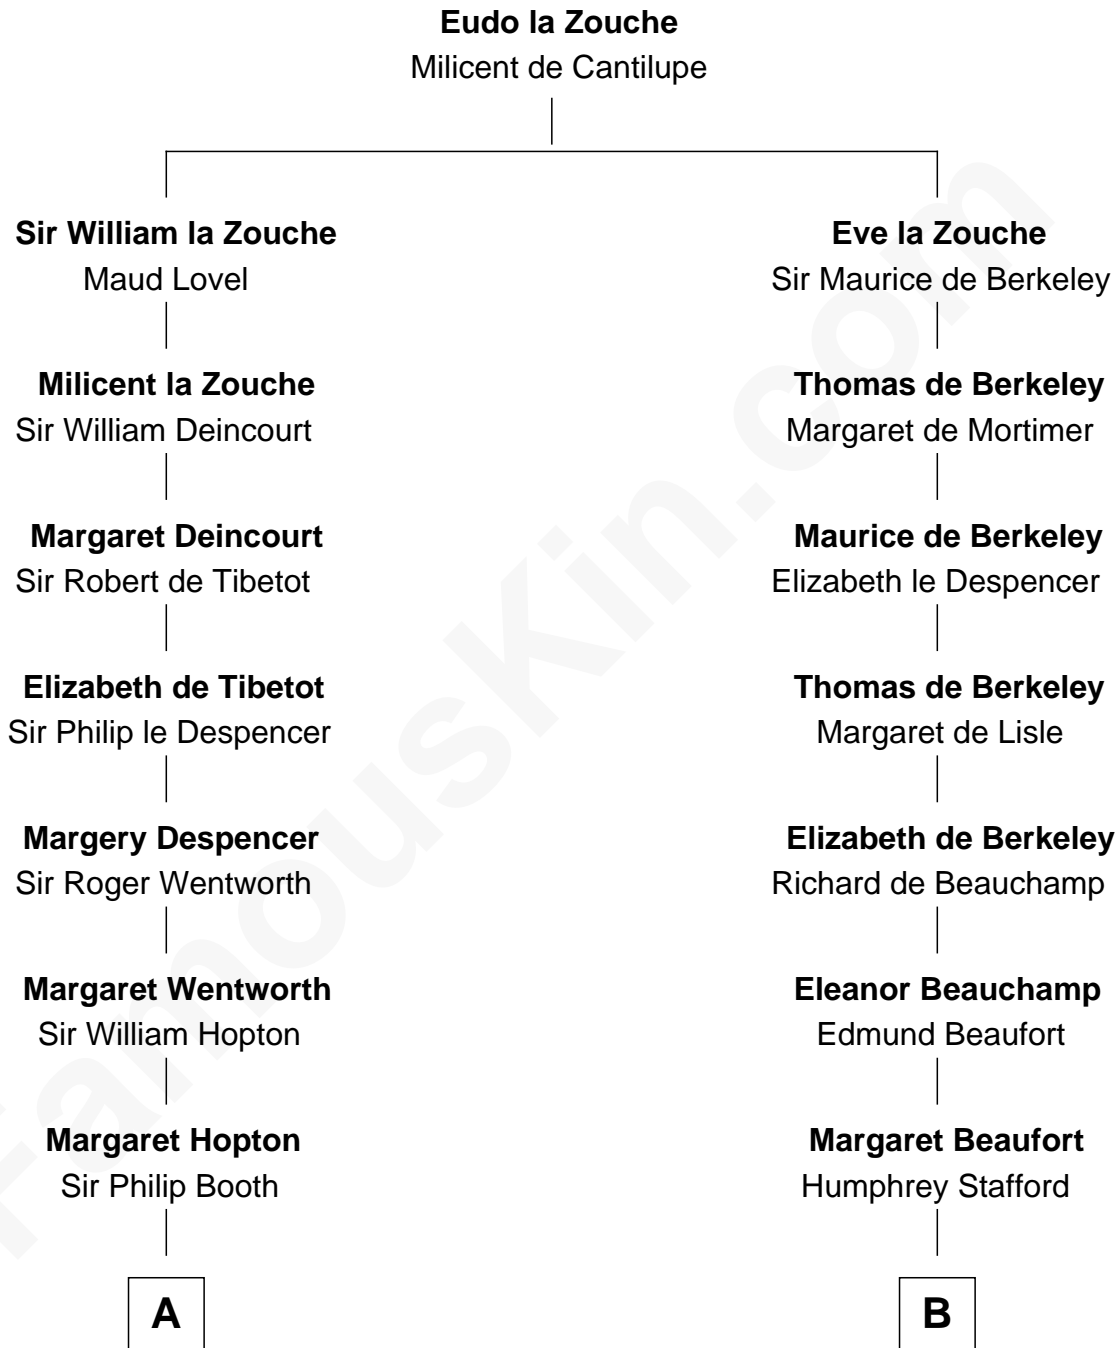 Eudo la Zouche
Milicent de Cantilupe
Sir William la Zouche
Maud Lovel
Eve la Zouche
Sir Maurice de Berkeley
Milicent la Zouche
Sir William Deincourt
Thomas de Berkeley
Margaret de Mortimer
Margaret Deincourt
Sir Robert de Tibetot
Maurice de Berkeley
Elizabeth le Despencer
Elizabeth de Tibetot
Sir Philip le Despencer
Thomas de Berkeley
Margaret de Lisle
Margery Despencer
Sir Roger Wentworth
Elizabeth de Berkeley
Richard de Beauchamp
Margaret Wentworth
Sir William Hopton
Eleanor Beauchamp
Edmund Beaufort
Margaret Hopton
Sir Philip Booth
Margaret Beaufort
Humphrey Stafford
A
B
FamousKin.com